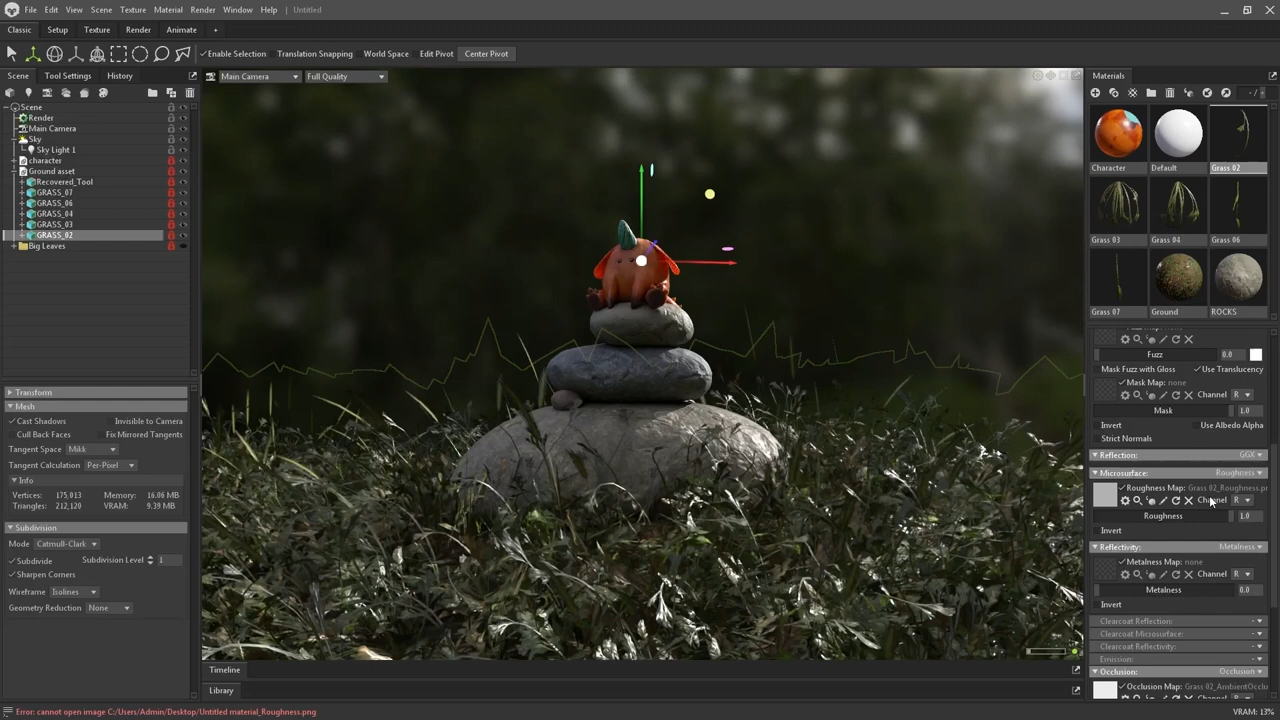 File Edit View Scene Texture Material Render Window Help Untitled
Classic Setup Texture Render Animate +
Enable Selection Translation Snapping World Space Edit Pivot Center Pivot
Scene Tool Settings History
Main Camera Full Quality
Materials
Scene
Render
Main Camera
Sky
Sky Light 1
character
Ground asset
Recovered_Tool
GRASS_07
GRASS_06
GRASS_04
GRASS_03
GRASS_02
Big Leaves
Transform
Mesh
Cast Shadows Invisible to Camera
Cull Back Faces Fix Mirrored Tangents
Tangent Space Mikk
Tangent Calculation Per-Pixel
Info
Vertices: 175,013 Memory: 16.06 MB
Triangles: 212,120 VRAM: 9.39 MB
Subdivision
Mode Catmull-Clark
Subdivide Subdivision Level 1
Sharpen Corners
Wireframe Isolines
Geometry Reduction None
Character Default Grass 02
Grass 03 Grass 04 Grass 06
Grass 07 Ground ROCKS
Fuzz 0.0
Mask Fuzz with Gloss Use Translucency
Mask Map: none
Channel R
Mask 1.0
Invert Use Albedo Alpha
Strict Normals
Reflection: GGX
Microsurface: Roughness
Roughness Map: Grass 02_Roughness.pr
Channel R
Roughness 1.0
Invert
Reflectivity: Metalness
Metalness Map: none
Channel R
Metalness 0.0
Invert
Clearcoat Reflection: -
Clearcoat Microsurface: -
Clearcoat Reflectivity: -
Emission: -
Occlusion: Occlusion
Occlusion Map: Grass 02_AmbientOcclu
Timeline
Library
Error: cannot open image C:/Users/Admin/Desktop/Untitled material_Roughness.png
VRAM: 13%